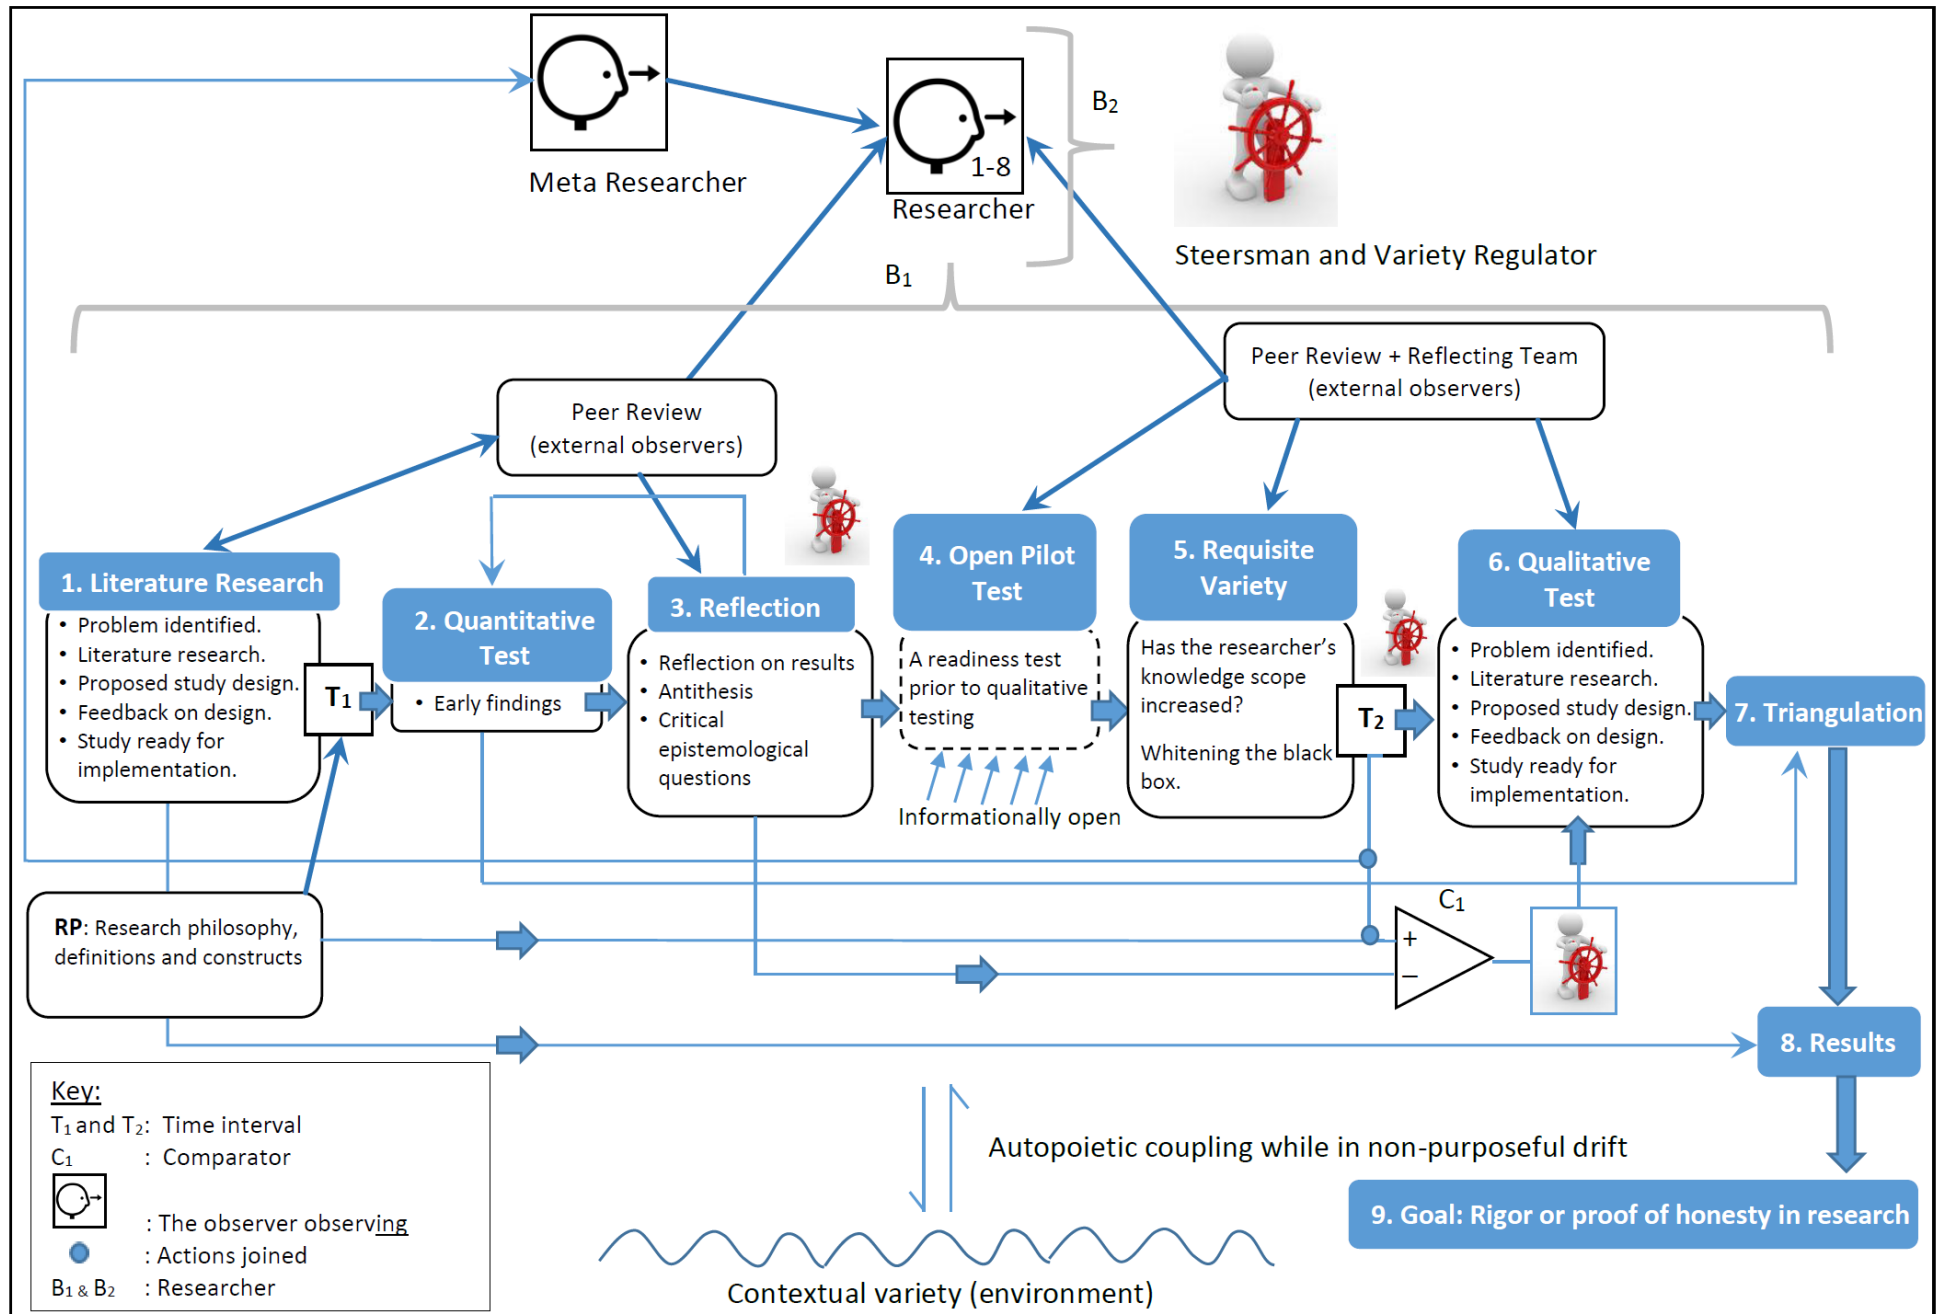 B2
1-8
Meta Researcher
Researcher
Steersman and Variety Regulator
B1
Peer Review + Reflecting Team
(external observers)
Peer Review
(external observers)
1. Literature Research
• Problem identified.
• Literature research.
• Proposed study design.
• Feedback on design.
• Study ready for
implementation.
T1
2. Quantitative
Test
• Early findings
3. Reflection
• Reflection on results
• Antithesis
• Critical
epistemological
questions
4. Open Pilot
Test
A readiness test
prior to qualitative
testing
Informationally open
5. Requisite
Variety
Has the researcher's
knowledge scope
increased?
Whitening the black
box.
T2
6. Qualitative
Test
• Problem identified.
• Literature research.
• Proposed study design.
• Feedback on design.
• Study ready for
implementation.
7. Triangulation
RP: Research philosophy,
definitions and constructs
C1
+
–
8. Results
Key:
T1 and T2: Time interval
C1 : Comparator
: The observer observing
: Actions joined
B1 & B2 : Researcher
Autopoietic coupling while in non-purposeful drift
9. Goal: Rigor or proof of honesty in research
Contextual variety (environment)